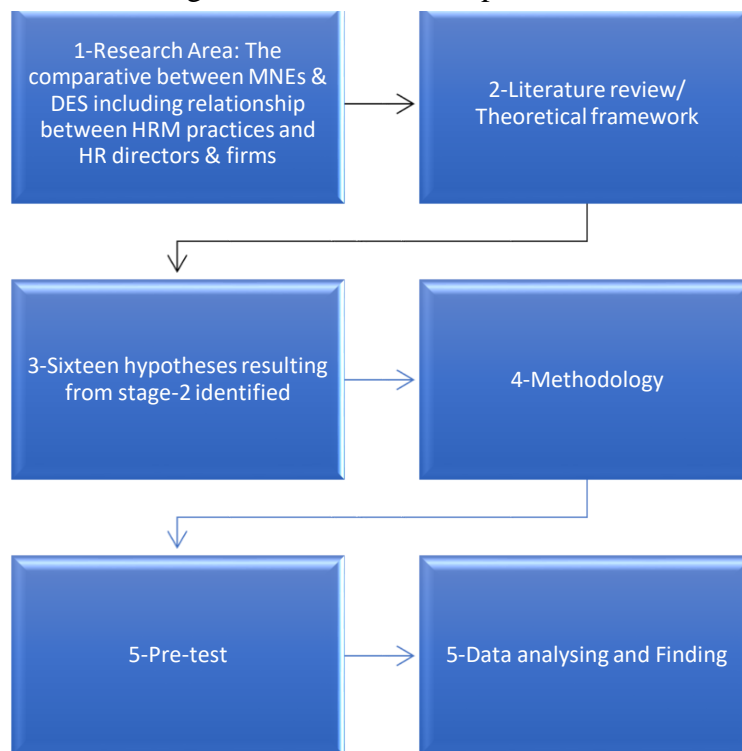 1-Research Area: The
comparative between MNEs &
DES including relationship
between HRM practices and
HR directors & firms
2-Literature review/
Theoretical framework
3-Sixteen hypotheses resulting
from stage-2 identified
4-Methodology
5-Pre-test
5-Data analysing and Finding